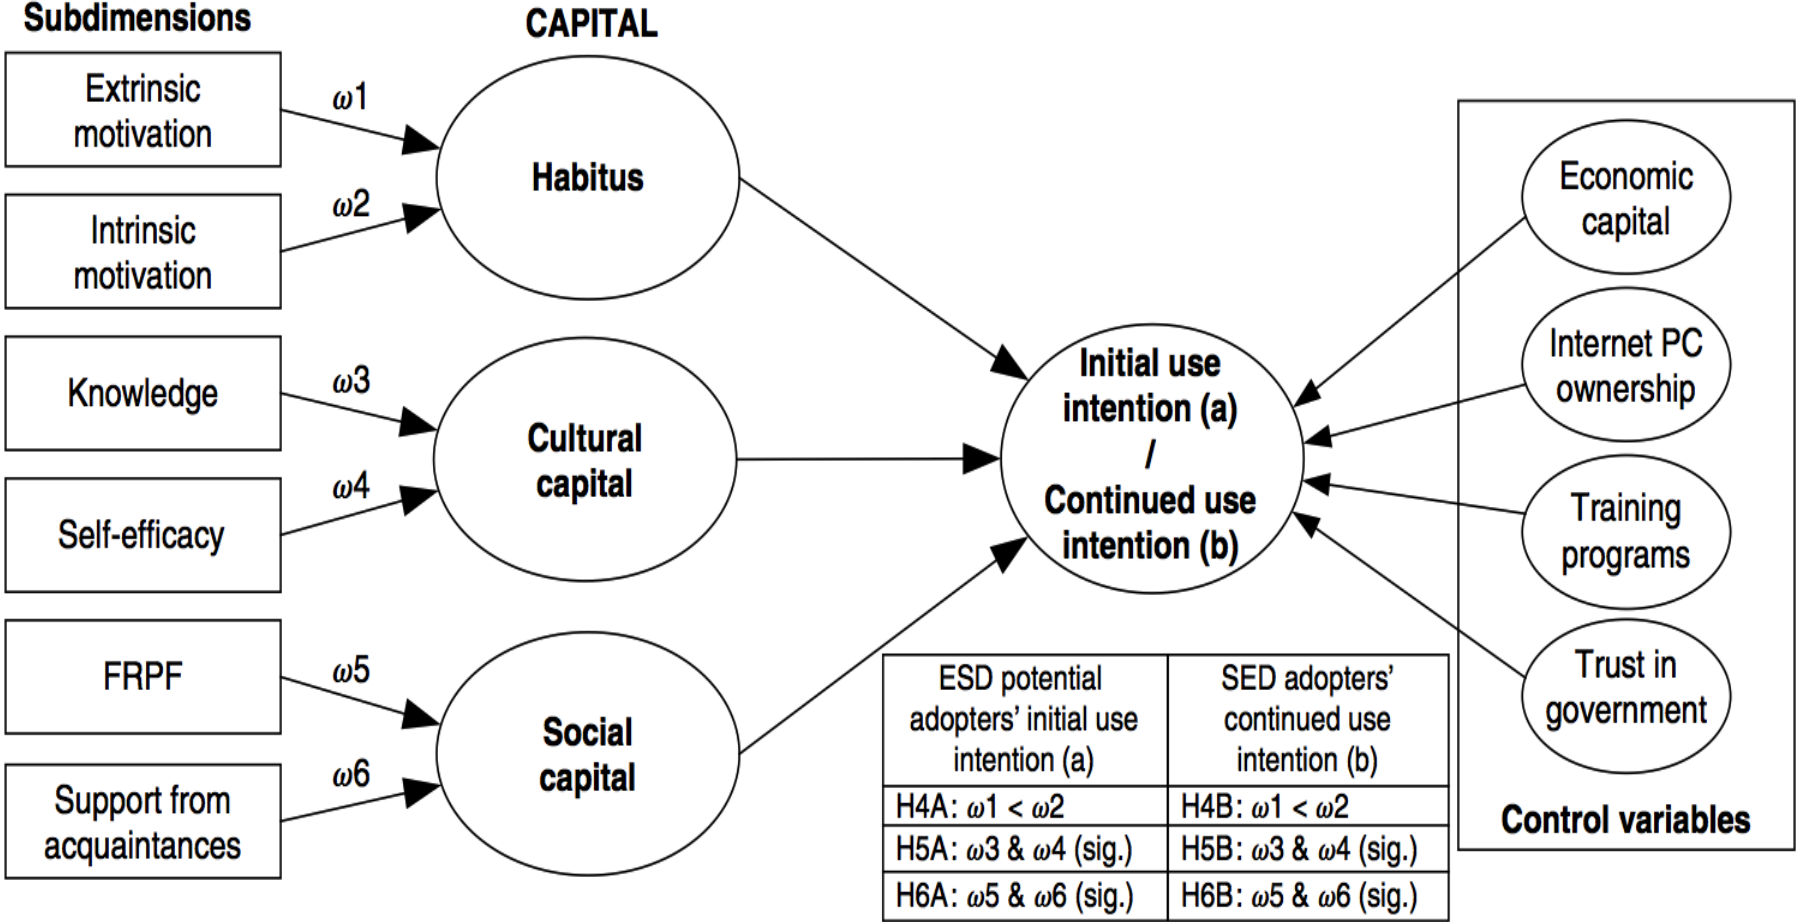 Subdimensions
CAPITAL
Extrinsic
motivation
ω1
Intrinsic
motivation
ω2
Habitus
Knowledge
ω3
Self-efficacy
ω4
Cultural
capital
FRPF
ω5
Support from
acquaintances
ω6
Social
capital
Initial use
intention (a)
/
Continued use
intention (b)
Economic
capital
Internet PC
ownership
Training
programs
Trust in
government
Control variables
ESD potential
adopters’ initial use
intention (a)
SED adopters’
continued use
intention (b)
H4A: ω1 < ω2
H4B: ω1 < ω2
H5A: ω3 & ω4 (sig.)
H5B: ω3 & ω4 (sig.)
H6A: ω5 & ω6 (sig.)
H6B: ω5 & ω6 (sig.)